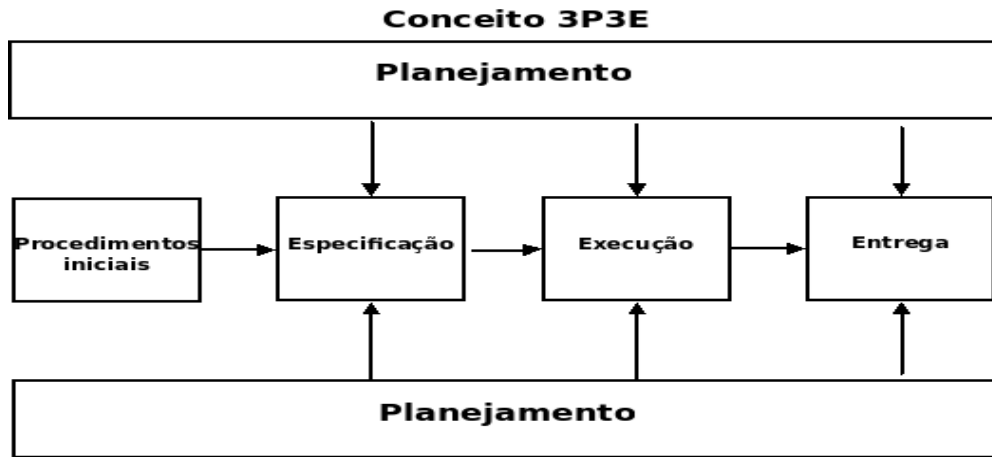 Conceito 3P3E
Planejamento
Procedimentos
iniciais
Especificação
Execução
Entrega
Planejamento